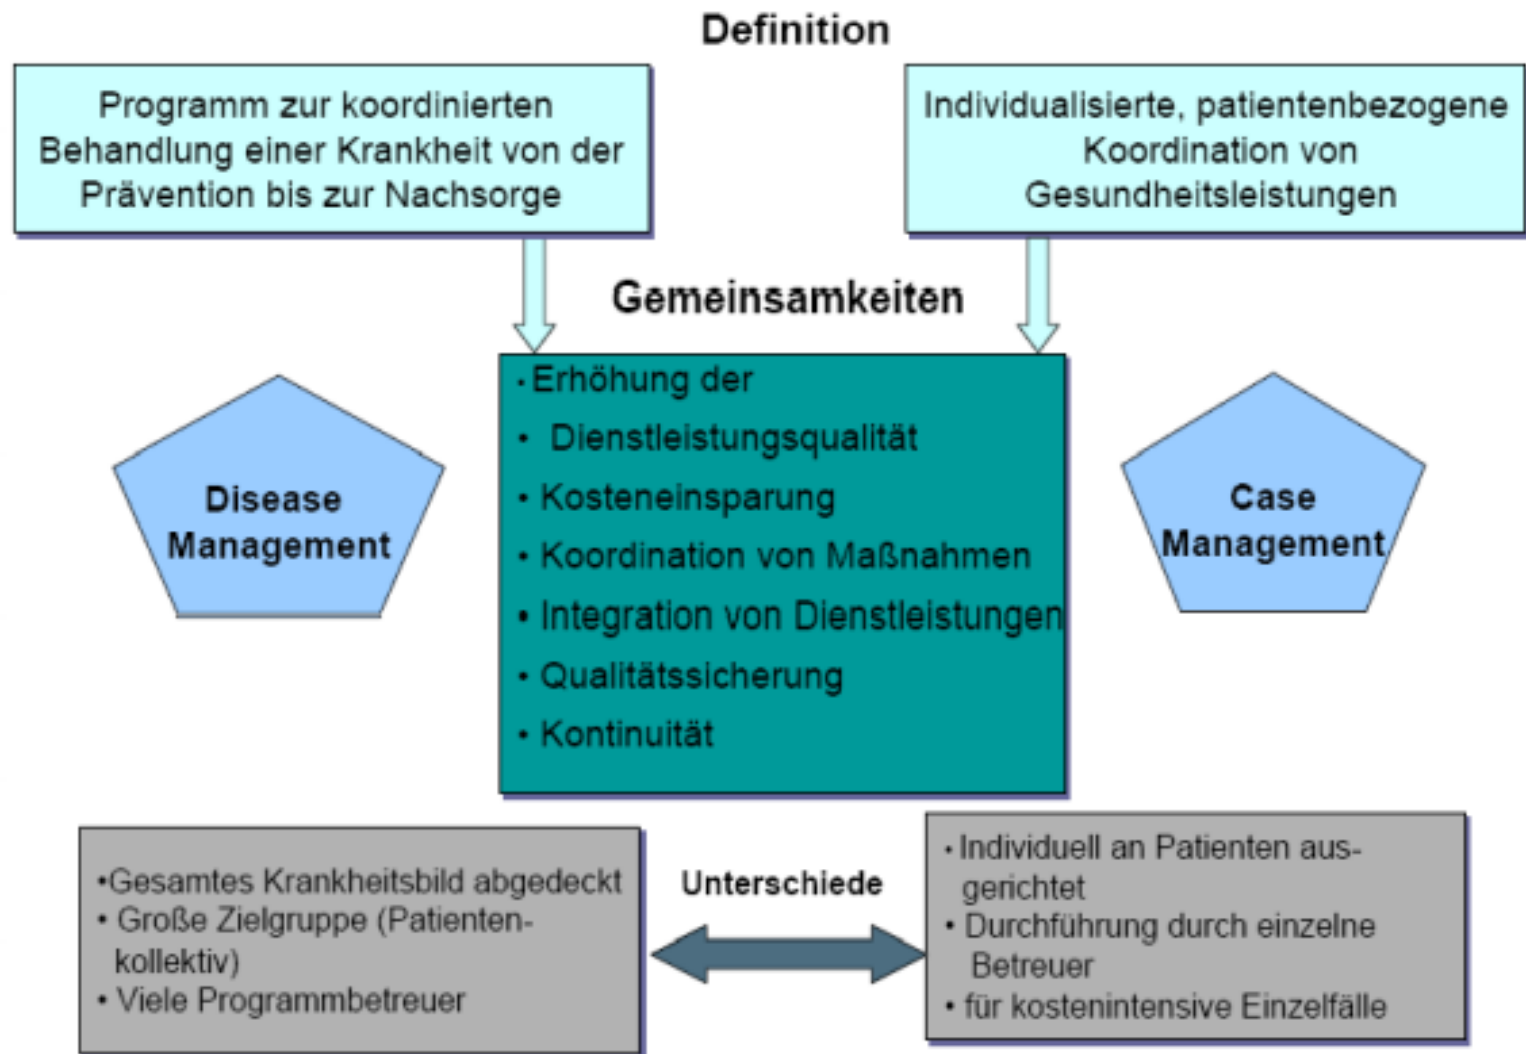 Definition
Programm zur koordinierten
Behandlung einer Krankheit von der
Prävention bis zur Nachsorge
Individualisierte, patientenbezogene
Koordination von
Gesundheitsleistungen
Gemeinsamkeiten
Disease
Management
• Erhöhung der
• Dienstleistungsqualität
• Kosteneinsparung
• Koordination von Maßnahmen
• Integration von Dienstleistungen
• Qualitätssicherung
• Kontinuität
Case
Management
•Gesamtes Krankheitsbild abgedeckt
• Große Zielgruppe (Patienten-
kollektiv)
• Viele Programmbetreuer
Unterschiede
• Individuell an Patienten aus-
gerichtet
• Durchführung durch einzelne
Betreuer
• für kostenintensive Einzelfälle